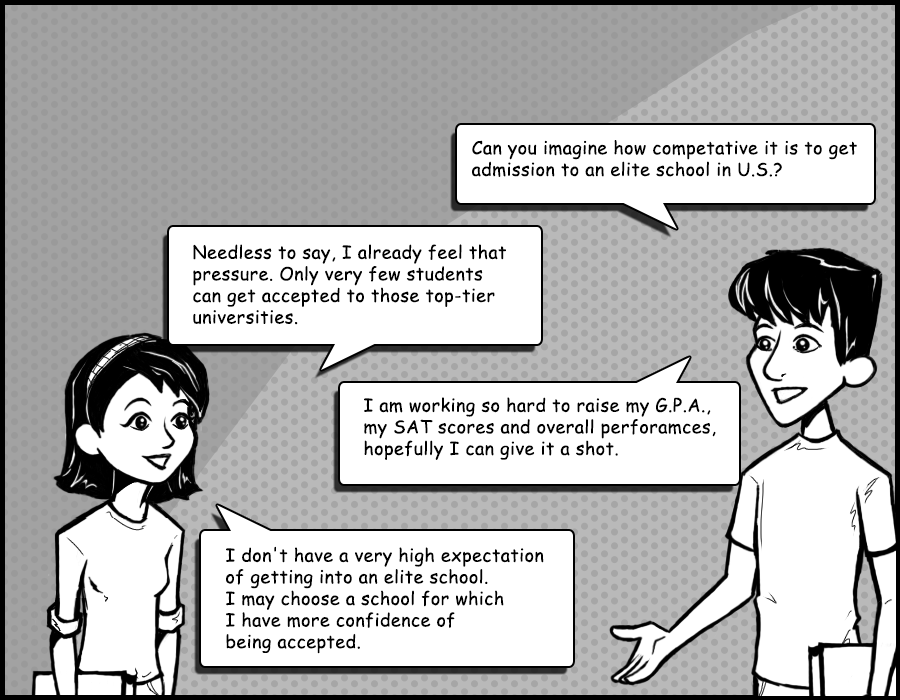 Can you imagine how competative it is to get
admission to an elite school in U.S.?
Needless to say, I already feel that
pressure. Only very few students
can get accepted to those top-tier
universities.
I am working so hard to raise my G.P.A.,
my SAT scores and overall perforamces,
hopefully I can give it a shot.
I don't have a very high expectation
of getting into an elite school.
I may choose a school for which
I have more confidence of
being accepted.